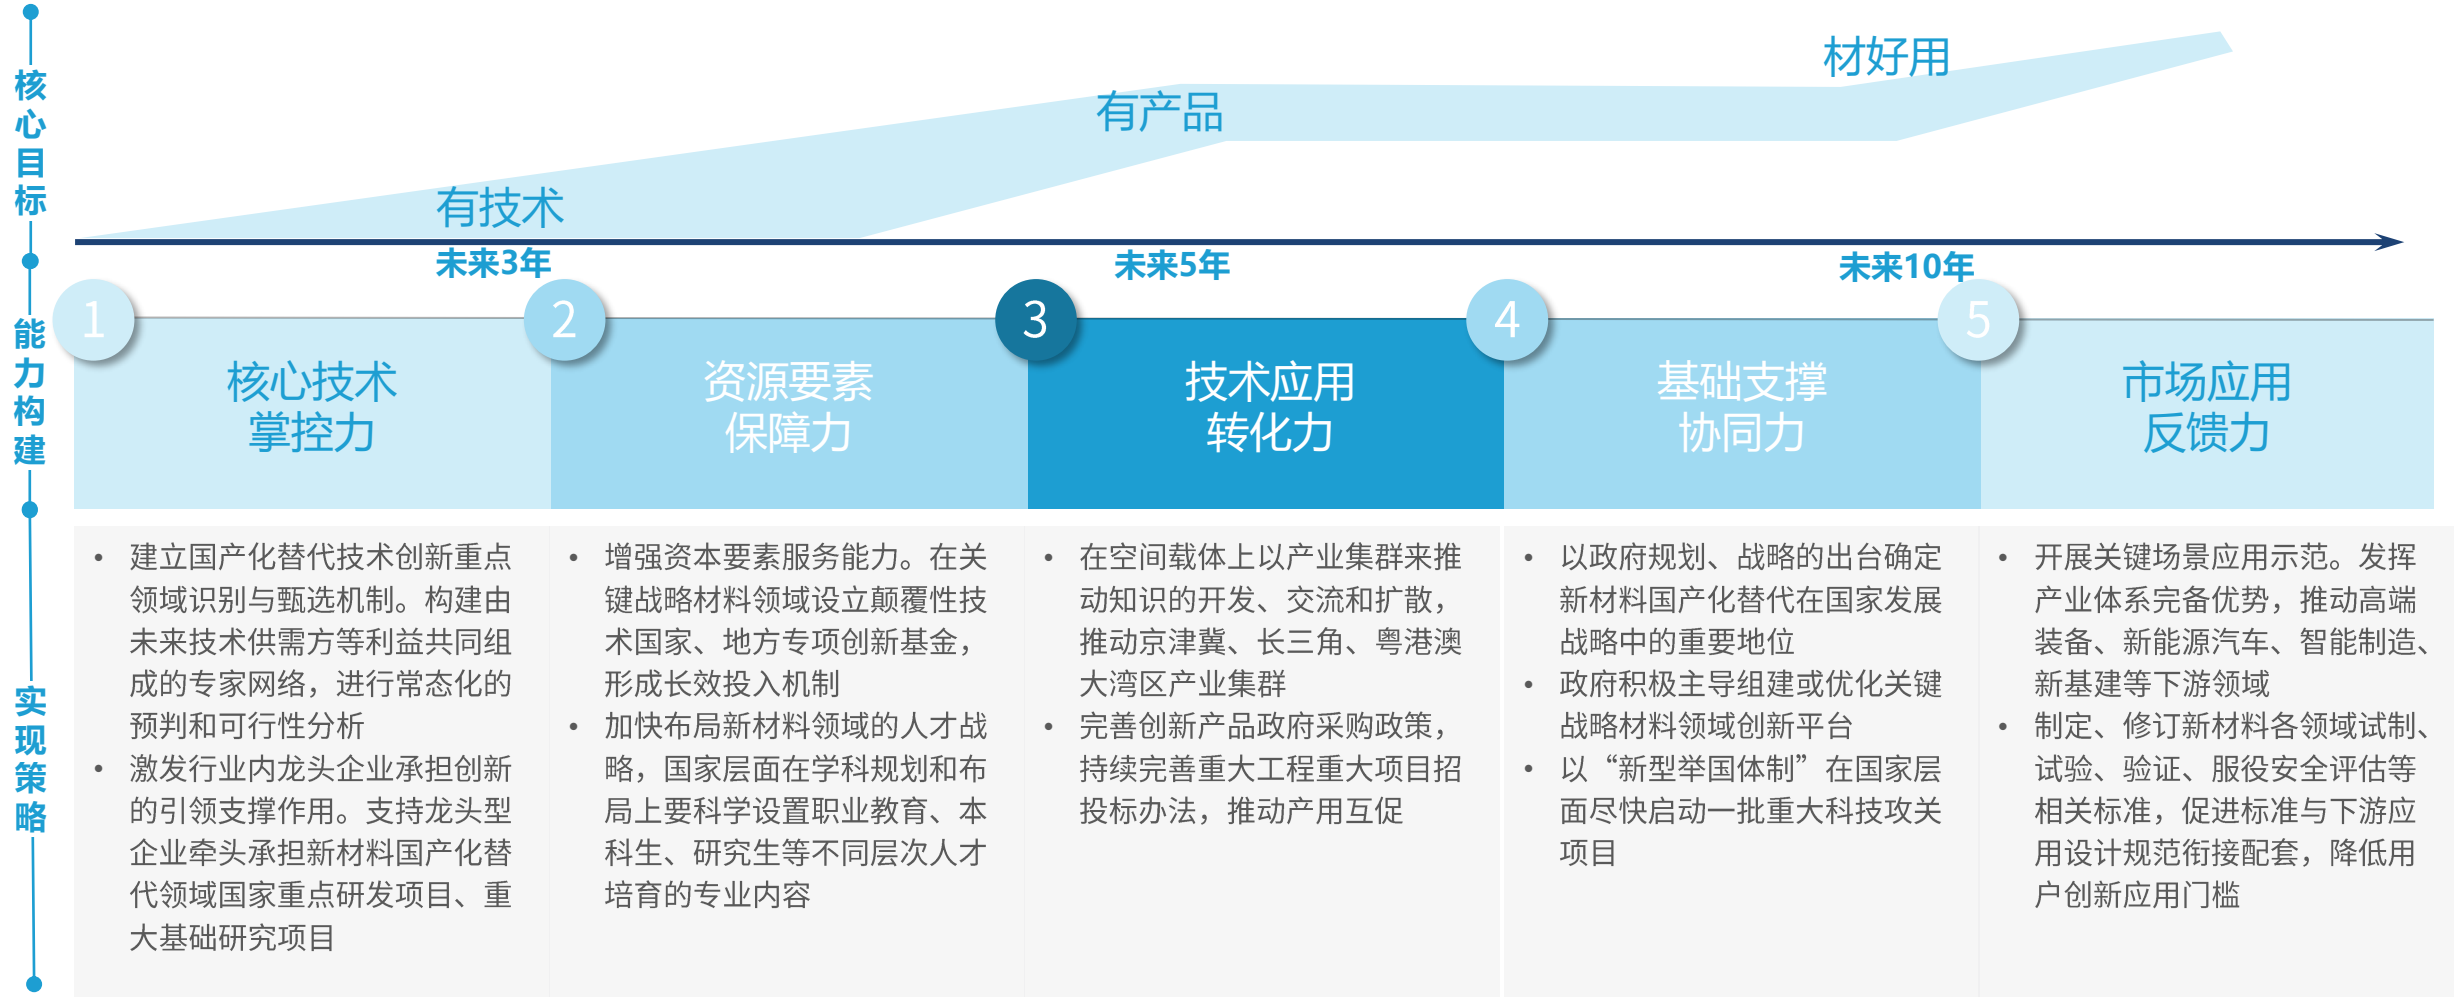 核心目标
材好用
有产品
有技术
未来3年
未来5年
未来10年
能力构建
1
核心技术
掌控力
2
资源要素
保障力
3
技术应用
转化力
4
基础支撑
协同力
5
市场应用
反馈力
实现策略
• 建立国产化替代技术创新重点
领域识别与甄选机制。构建由
未来技术供需方等利益共同组
成的专家网络，进行常态化的
预判和可行性分析
• 激发行业内龙头企业承担创新
的引领支撑作用。支持龙头型
企业牵头承担新材料国产化替
代领域国家重点研发项目、重
大基础研究项目
• 增强资本要素服务能力。在关
键战略材料领域设立颠覆性技
术国家、地方专项创新基金，
形成长效投入机制
• 加快布局新材料领域的人才战
略，国家层面在学科规划和布
局上要科学设置职业教育、本
科生、研究生等不同层次人才
培育的专业内容
• 在空间载体上以产业集群来推
动知识的开发、交流和扩散，
推动京津冀、长三角、粤港澳
大湾区产业集群
• 完善创新产品政府采购政策，
持续完善重大工程重大项目招
投标办法，推动产用互促
• 以政府规划、战略的出台确定
新材料国产化替代在国家发展
战略中的重要地位
• 政府积极主导组建或优化关键
战略材料领域创新平台
• 以“新型举国体制”在国家层
面尽快启动一批重大科技攻关
项目
• 开展关键场景应用示范。发挥
产业体系完备优势，推动高端
装备、新能源汽车、智能制造、
新基建等下游领域
• 制定、修订新材料各领域试制、
试验、验证、服役安全评估等
相关标准，促进标准与下游应
用设计规范衔接配套，降低用
户创新应用门槛